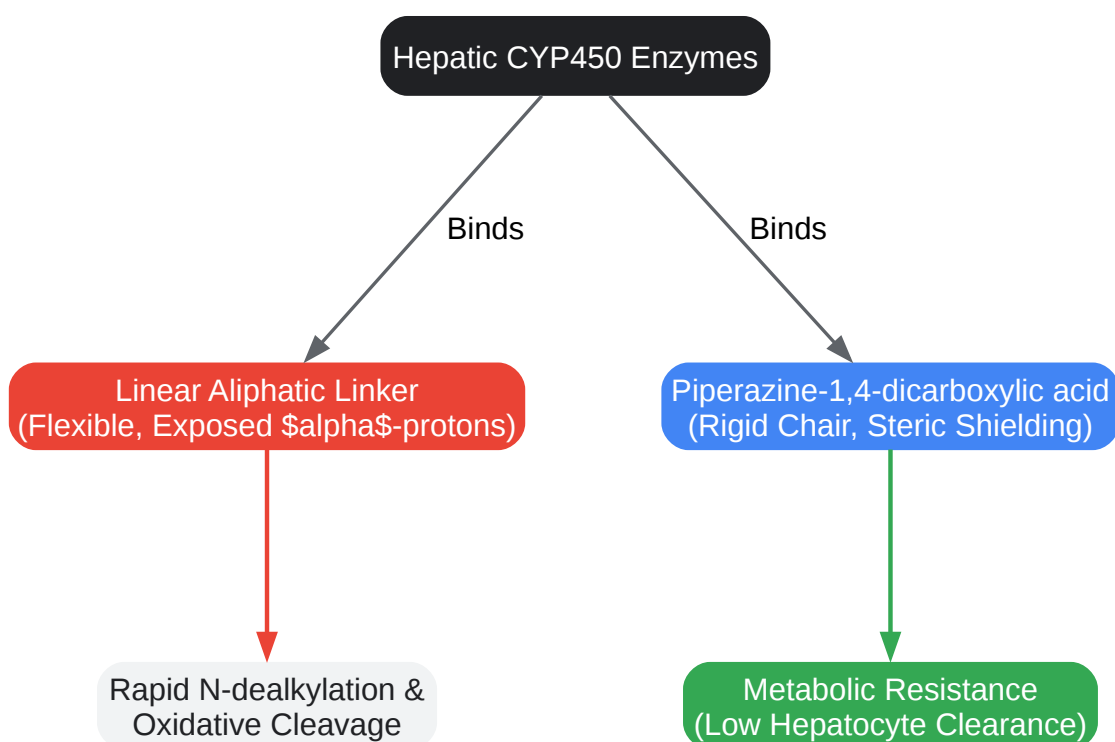 Hepatic CYP450 Enzymes
Binds
Binds
Linear Aliphatic Linker
(Flexible, Exposed $alpha$-protons)
Piperazine-1,4-dicarboxylic acid
(Rigid Chair, Steric Shielding)
Rapid N-dealkylation &
Oxidative Cleavage
Metabolic Resistance
(Low Hepatocyte Clearance)